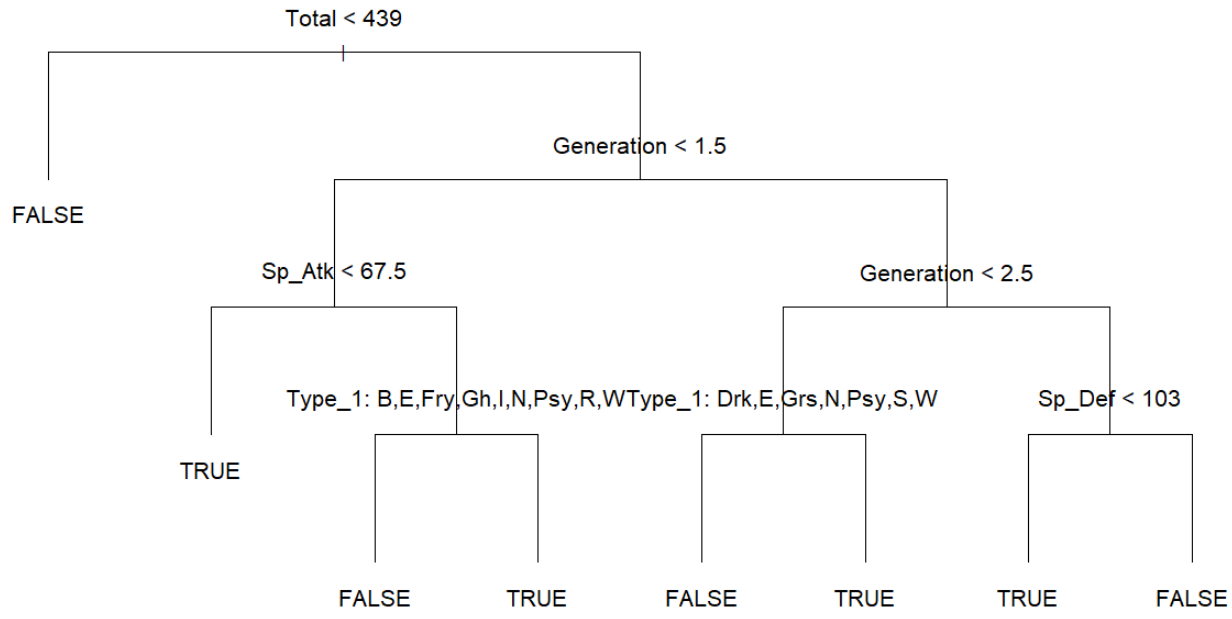 Total < 439
Generation < 1.5
FALSE
Sp_Atk < 67.5
Generation < 2.5
Type_1: B,E,Fry,Gh,I,N,Psy,R,W
Type_1: Drk,E,Grs,N,Psy,S,W
Sp_Def < 103
TRUE
FALSE
TRUE
FALSE
TRUE
TRUE
FALSE